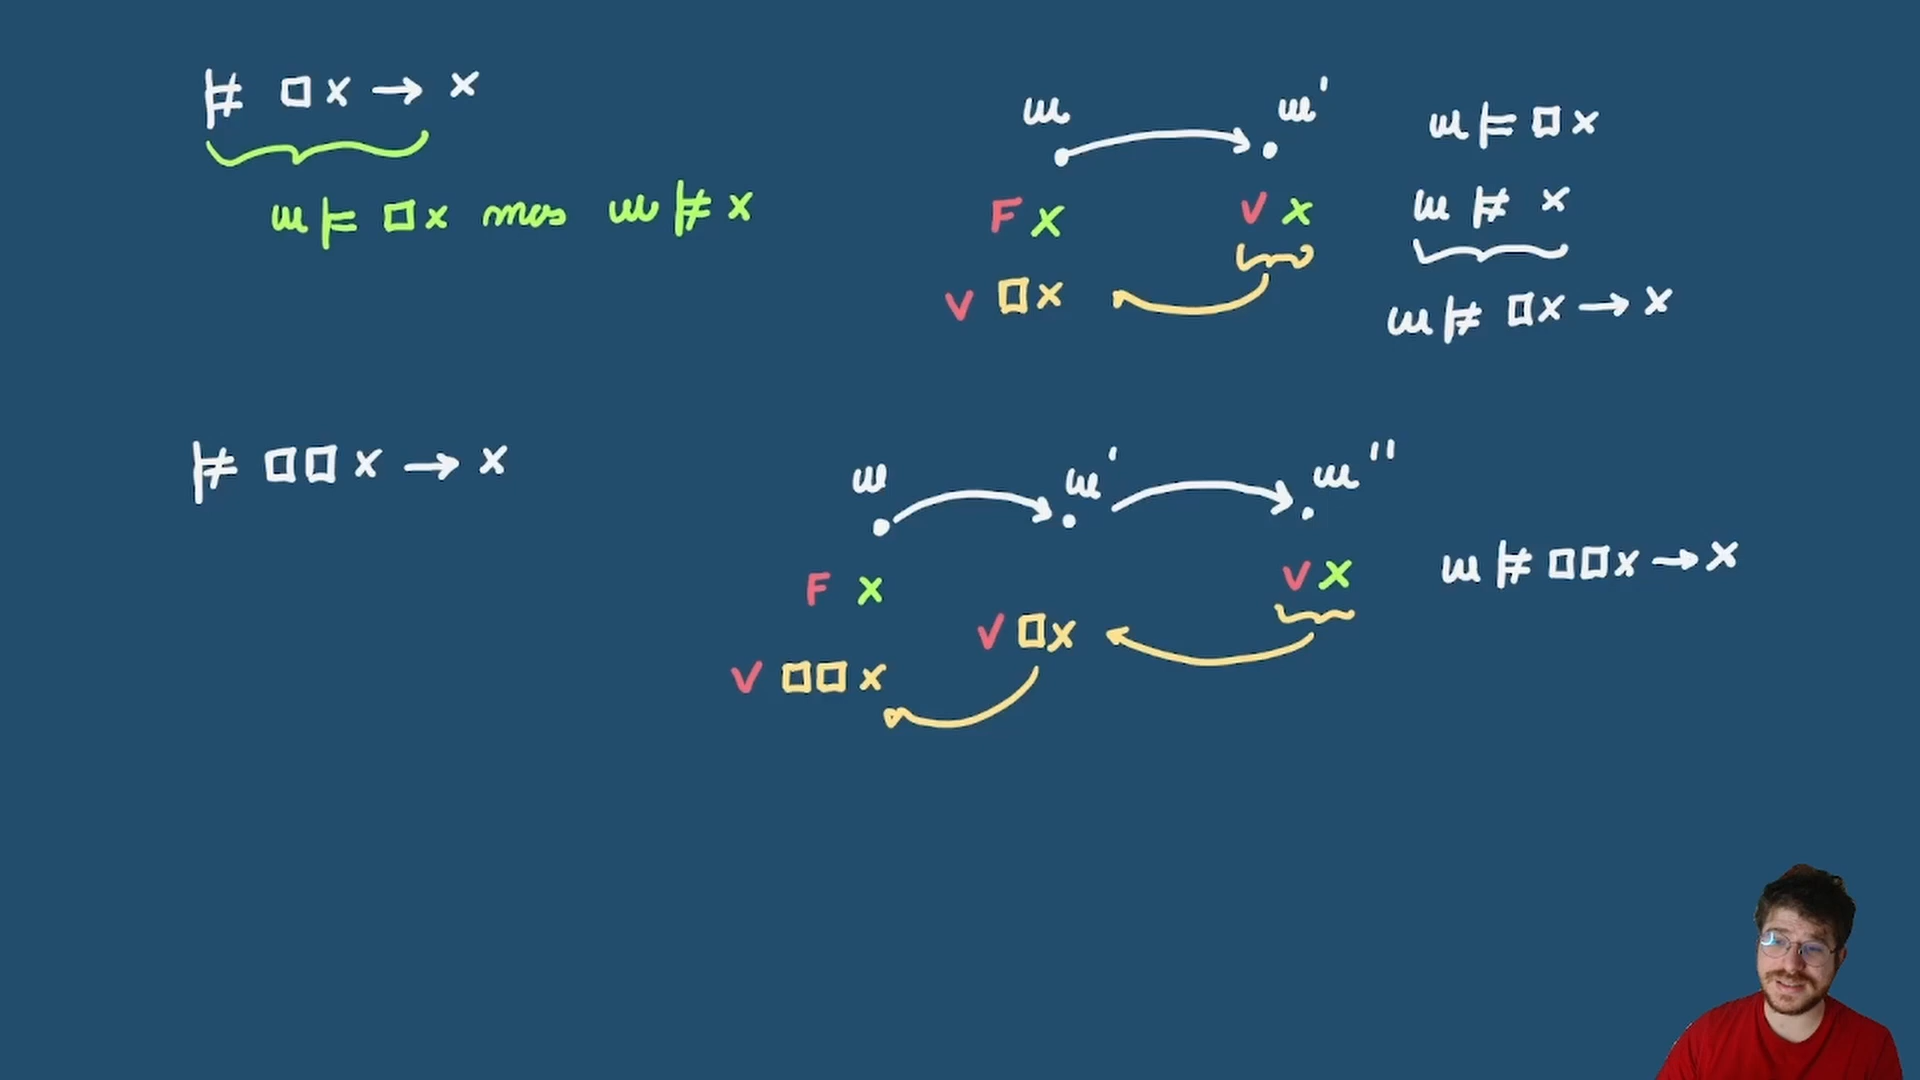 ⊭ □x → x
w ⊨ □x mas w ⊭ x
w w'
F x V x
V □x
w ⊨ □x
w ⊭ x
w ⊭ □x → x
⊭ □□x → x
w w' w''
F x V x
V □x
V □□x
w ⊭ □□x → x